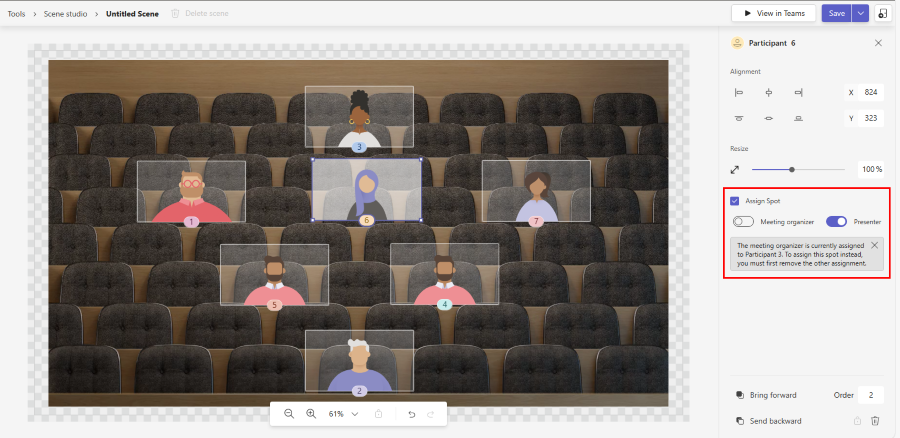 Tools > Scene studio > Untitled Scene Delete scene View in Teams Save
Participant 6
Alignment
X 824
Y 323
Resize
100 %
Assign Spot
Meeting organizer Presenter
The meeting organizer is currently assigned
to Participant 3. To assign this spot instead,
you must first remove the other assignment.
3
1
6
7
5
4
2
61%
Bring forward Order 2
Send backward